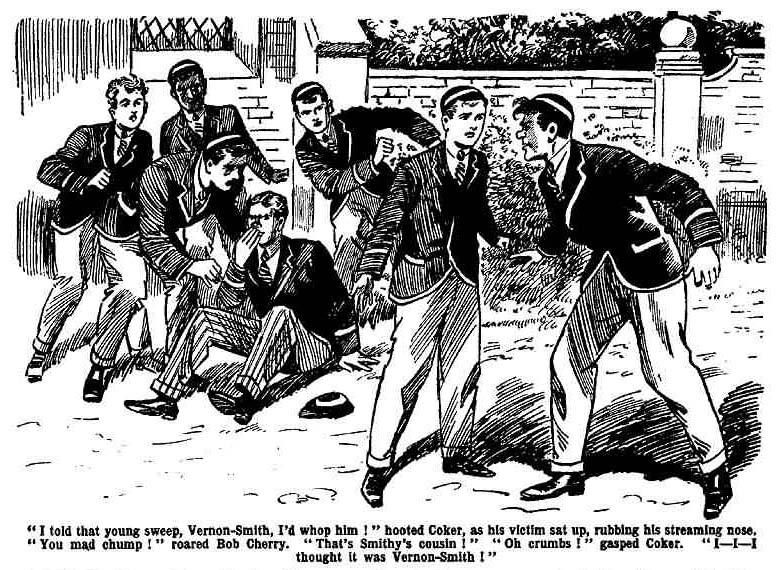 “ I told that young sweep, Vernon-Smith, I'd whop him ! ” hooted Coker, as his victim sat up, rubbing his streaming nose.
“ You mad chump ! ” roared Bob Cherry. “ That's Smithy's cousin ! ” “ Oh crumbs ! ” gasped Coker. “ I—I—I
thought it was Vernon-Smith ! ”